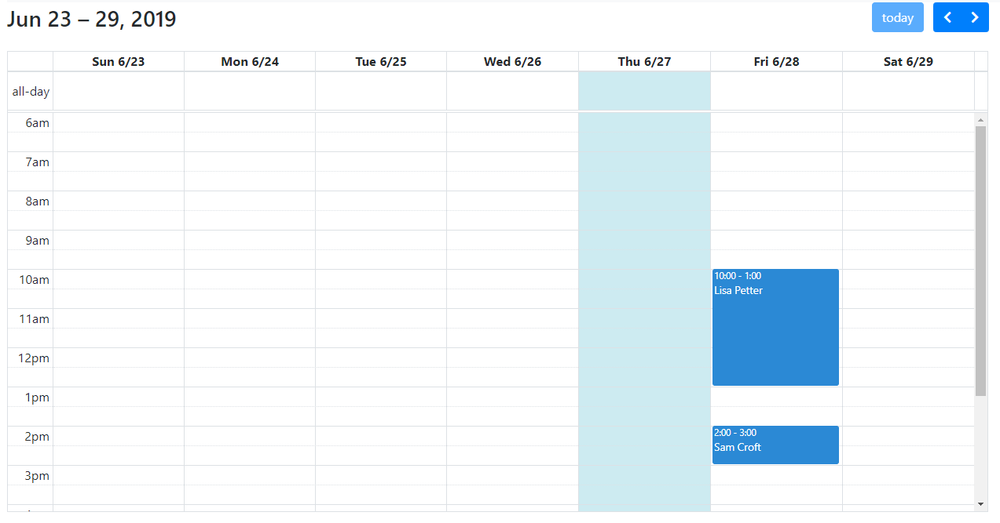 Jun 23 – 29, 2019
today
Sun 6/23 Mon 6/24 Tue 6/25 Wed 6/26 Thu 6/27 Fri 6/28 Sat 6/29
all-day
6am
7am
8am
9am
10:00 - 1:00
10am
Lisa Petter
11am
12pm
1pm
2:00 - 3:00
2pm
Sam Croft
3pm